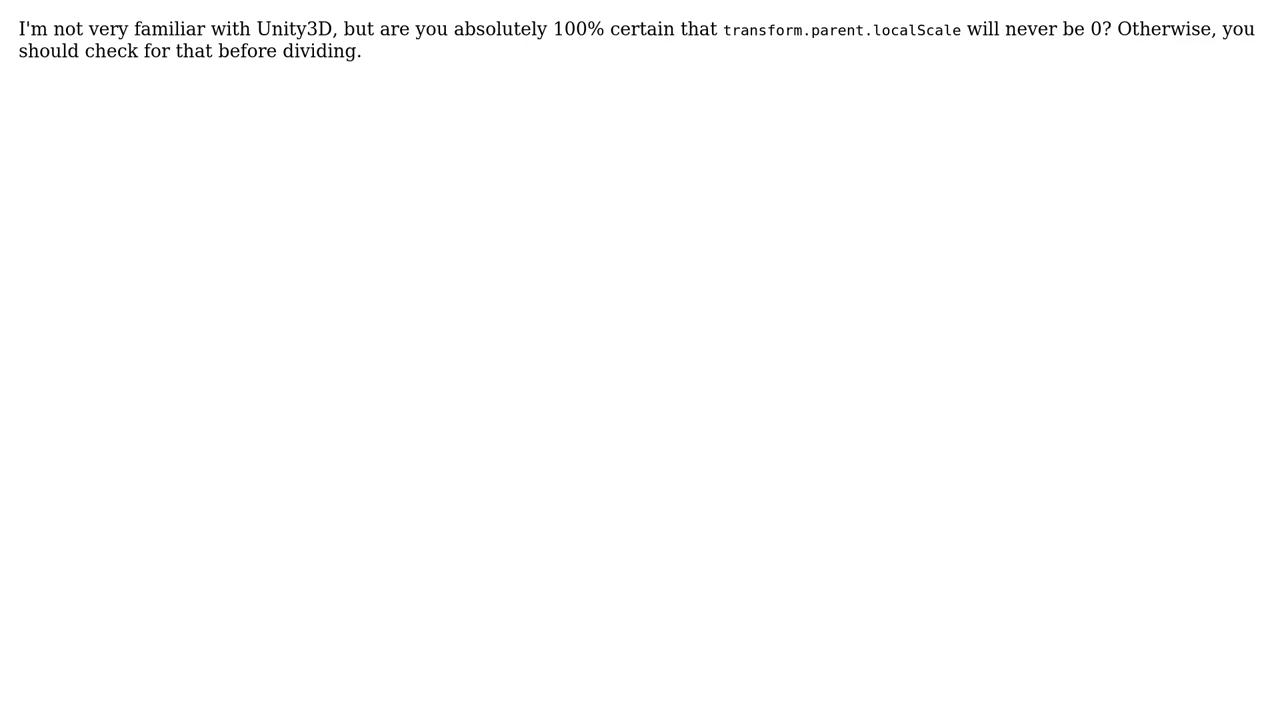 I'm not very familiar with Unity3D, but are you absolutely 100% certain that transform.parent.localScale will never be 0? Otherwise, you
should check for that before dividing.